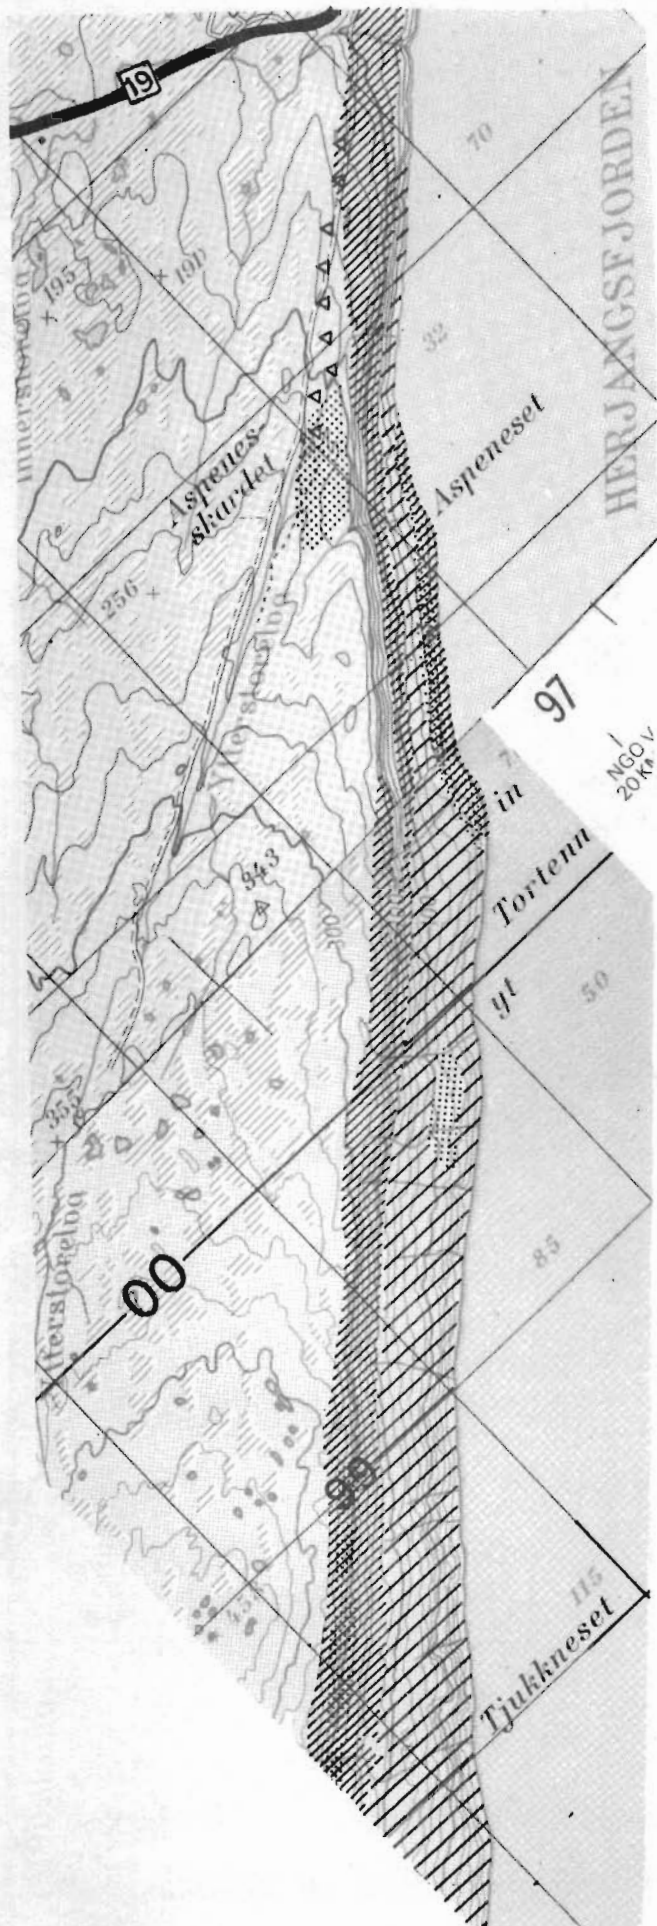 19
70
HERJANGSFJORDEN
195
190
32
Aspenes-
skardet
Aspeneset
256
97
NGO V
20 KM
in
343
Tortenn
yt
50
355
85
00
99
115
Tjukkneset